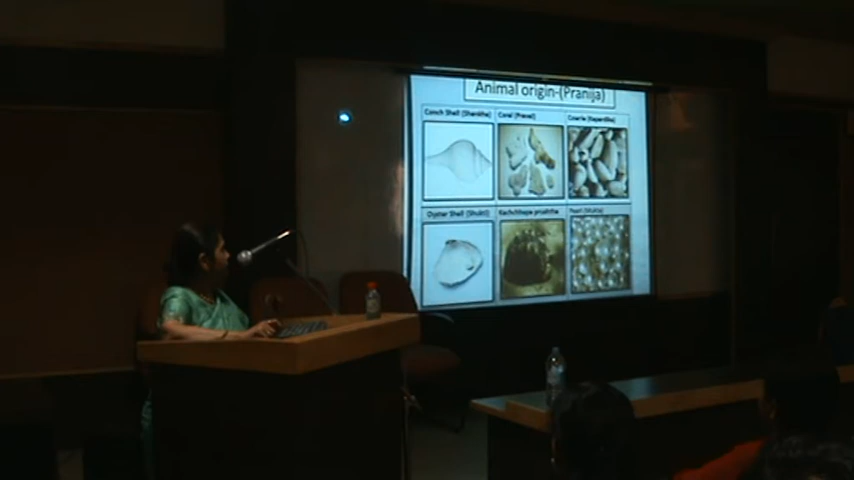 Animal origin-(Pranija)
Conch Shell (Shankha) Coral (Praval) Cowrie (Kapardika)
Oyster Shell (Shukti) Kachchhapa prushtha Pearl (Mukta)